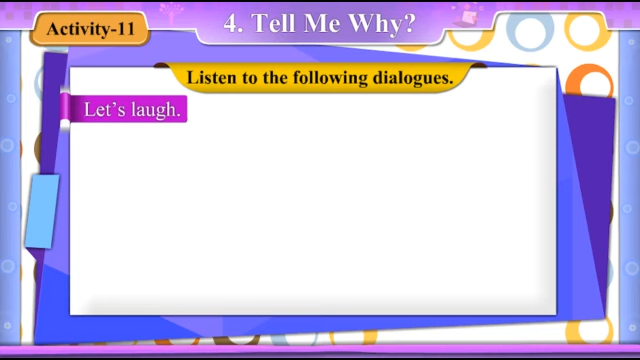 4. Tell Me Why?
Activity-11
Listen to the following dialogues.
Let's laugh.